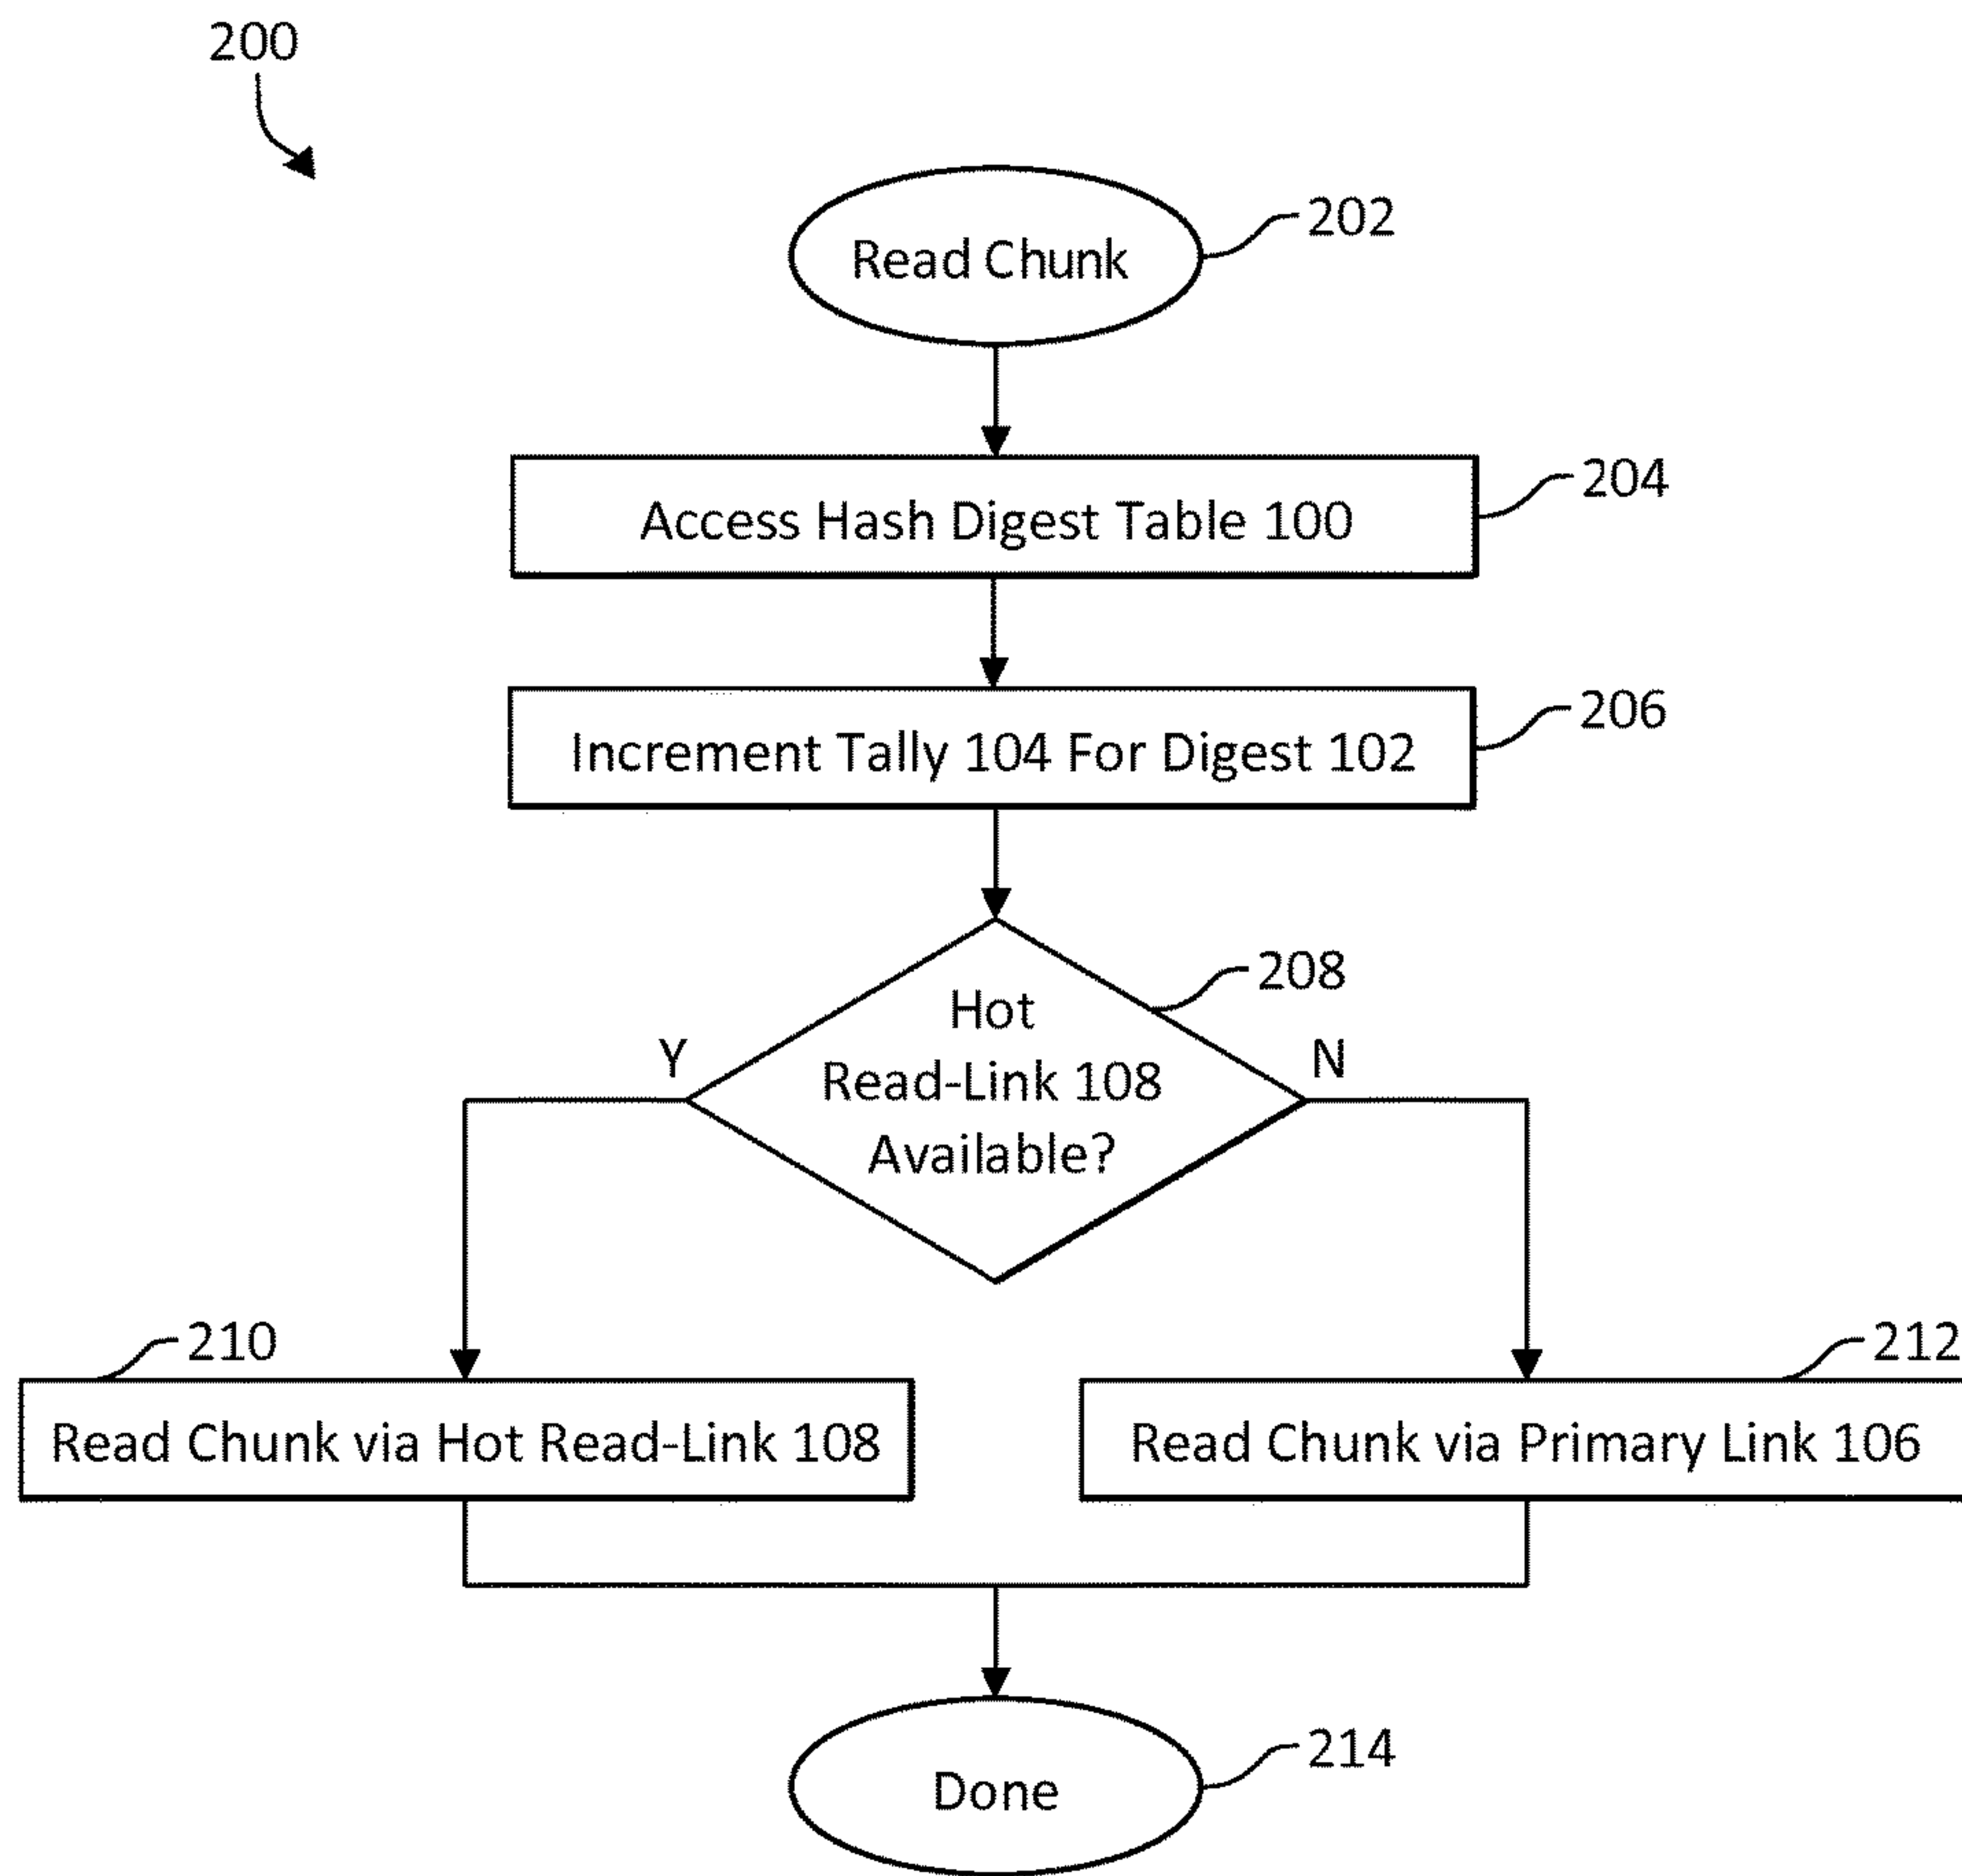 200
202
Read Chunk
204
Access Hash Digest Table 100
206
Increment Tally 104 For Digest 102
208
Hot
Read-Link 108
Available?
Y
N
210
212
Read Chunk via Hot Read-Link 108
Read Chunk via Primary Link 106
214
Done